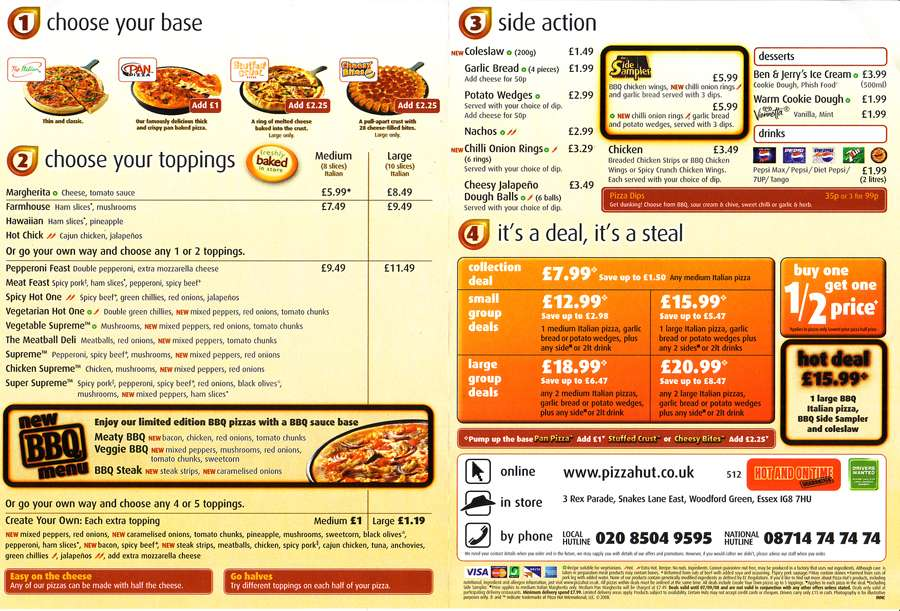 1 choose your base
The Italian
Thin and classic.
PAN PIZZA
Add £1
Our famously delicious thick
and crispy pan baked pizza.
Stuffed Crust
Add £2.25
A ring of melted cheese
baked into the crust.
Large only.
Cheesy Bites
Add £2.25
A pull-apart crust with
28 cheese-filled bites.
Large only.
2 choose your toppings
freshly baked in store
Medium (8 slices) Italian
Large (10 slices) Italian
Margherita Cheese, tomato sauce £5.99* £8.49
Farmhouse Ham slices*, mushrooms £7.49 £9.49
Hawaiian Ham slices*, pineapple
Hot Chick Cajun chicken, jalapeños
Or go your own way and choose any 1 or 2 toppings.
Pepperoni Feast Double pepperoni, extra mozzarella cheese £9.49 £11.49
Meat Feast Spicy pork‡, ham slices*, pepperoni, spicy beef*
Spicy Hot One Spicy beef*, green chillies, red onions, jalapeños
Vegetarian Hot One Double green chillies, NEW mixed peppers, red onions, tomato chunks
Vegetable Supreme™ Mushrooms, NEW mixed peppers, red onions, tomato chunks
The Meatball Deli Meatballs, red onions, NEW mixed peppers, tomato chunks
Supreme™ Pepperoni, spicy beef*, mushrooms, NEW mixed peppers, red onions
Chicken Supreme™ Chicken, mushrooms, NEW mixed peppers, red onions
Super Supreme™ Spicy pork‡, pepperoni, spicy beef*, red onions, black olives°,
mushrooms, NEW mixed peppers, ham slices*
new BBQ menu
Enjoy our limited edition BBQ pizzas with a BBQ sauce base
Meaty BBQ NEW bacon, chicken, red onions, tomato chunks
Veggie BBQ NEW mixed peppers, mushrooms, red onions,
tomato chunks, sweetcorn
BBQ Steak NEW steak strips, NEW caramelised onions
Or go your own way and choose any 4 or 5 toppings.
Create Your Own: Each extra topping Medium £1 Large £1.19
NEW mixed peppers, red onions, NEW caramelised onions, tomato chunks, pineapple, mushrooms, sweetcorn, black olives°,
pepperoni, ham slices*, NEW bacon, spicy beef*, NEW steak strips, meatballs, chicken, spicy pork‡, cajun chicken, tuna, anchovies,
green chillies, jalapeños, add extra mozzarella cheese
Easy on the cheese
Any of our pizzas can be made with half the cheese.
Go halves
Try different toppings on each half of your pizza.
3 side action
NEW Coleslaw (200g) £1.49
Garlic Bread (4 pieces) £1.99
Add cheese for 50p
Potato Wedges £2.99
Served with your choice of dip.
Add cheese for 50p
Nachos £2.99
NEW Chilli Onion Rings £3.29
(6 rings)
Cheesy Jalapeño £3.49
Dough Balls (6 balls)
Served with your choice of dip.
Side Sampler
£5.99
BBQ chicken wings, NEW chilli onion rings
and garlic bread served with 3 dips.
£5.99
NEW chilli onion rings, garlic bread
and potato wedges, served with 3 dips.
Chicken £3.49
Breaded Chicken Strips or BBQ Chicken
Wings or Spicy Crunch Chicken Wings.
Each served with your choice of dip.
desserts
Ben & Jerry's Ice Cream £3.99
Cookie Dough, Phish Food (500ml)
Warm Cookie Dough £1.99
Viennetta Vanilla, Mint £1.99
drinks
Pepsi Max/ Pepsi/ Diet Pepsi/ £1.99
7UP/ Tango (2 litres)
Pizza Dips 35p or 3 for 99p
Get dunking! Choose from BBQ, sour cream & chive, sweet chilli or garlic & herb.
4 it's a deal, it's a steal
collection deal £7.99 Save up to £1.50 Any medium Italian pizza
small group deals
£12.99
Save up to £2.98
1 medium Italian pizza, garlic
bread or potato wedges, plus
any side or 2lt drink
£15.99
Save up to £5.47
1 large Italian pizza, garlic
bread or potato wedges plus
any 2 sides or 2lt drinks
large group deals
£18.99
Save up to £6.47
any 2 medium Italian pizzas,
garlic bread or potato wedges,
plus any side or 2lt drink
£20.99
Save up to £8.47
any 2 large Italian pizzas,
garlic bread or potato wedges
plus any side or 2lt drink
buy one
get one
1/2 price
Applies to pizzas only. Lowest price pizza half price
hot deal
£15.99
1 large BBQ
Italian pizza,
BBQ Side Sampler
and coleslaw
Pump up the base Pan Pizza Add £1 Stuffed Crust or Cheesy Bites Add £2.25
online www.pizzahut.co.uk 512
HOT AND ON TIME GUARANTEE
DRIVERS WANTED
in store 3 Rex Parade, Snakes Lane East, Woodford Green, Essex IG8 7HU
by phone LOCAL HOTLINE 020 8504 9595 NATIONAL HOTLINE 08714 74 74 74